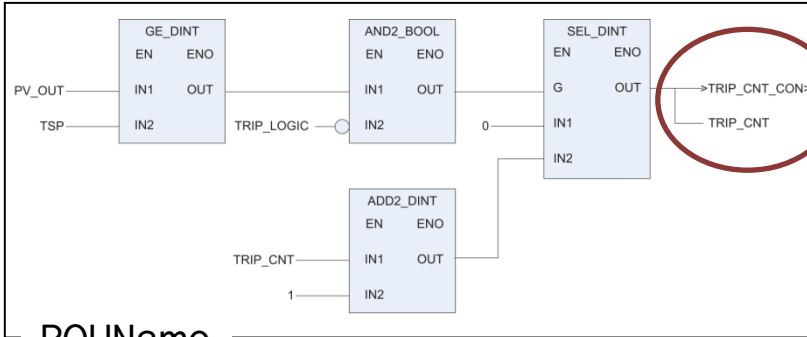 GE_DINT
EN ENO
PV_OUT IN1 OUT
TSP IN2
AND2_BOOL
EN ENO
IN1 OUT
TRIP_LOGIC IN2
SEL_DINT
EN ENO
G OUT
0 IN1
IN2
>TRIP_CNT_CON>
TRIP_CNT
ADD2_DINT
EN ENO
TRIP_CNT IN1 OUT
1 IN2
POUName